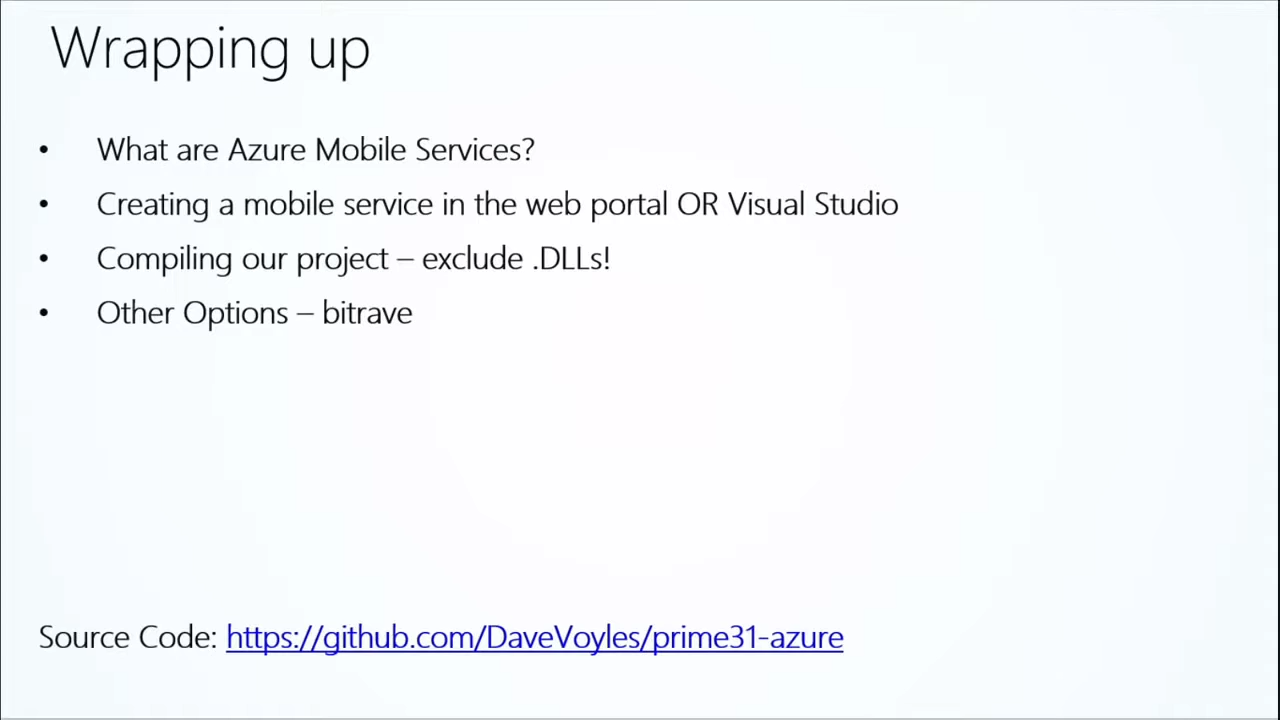 Wrapping up
• What are Azure Mobile Services?
• Creating a mobile service in the web portal OR Visual Studio
• Compiling our project – exclude .DLLs!
• Other Options – bitrave
Source Code: https://github.com/DaveVoyles/prime31-azure